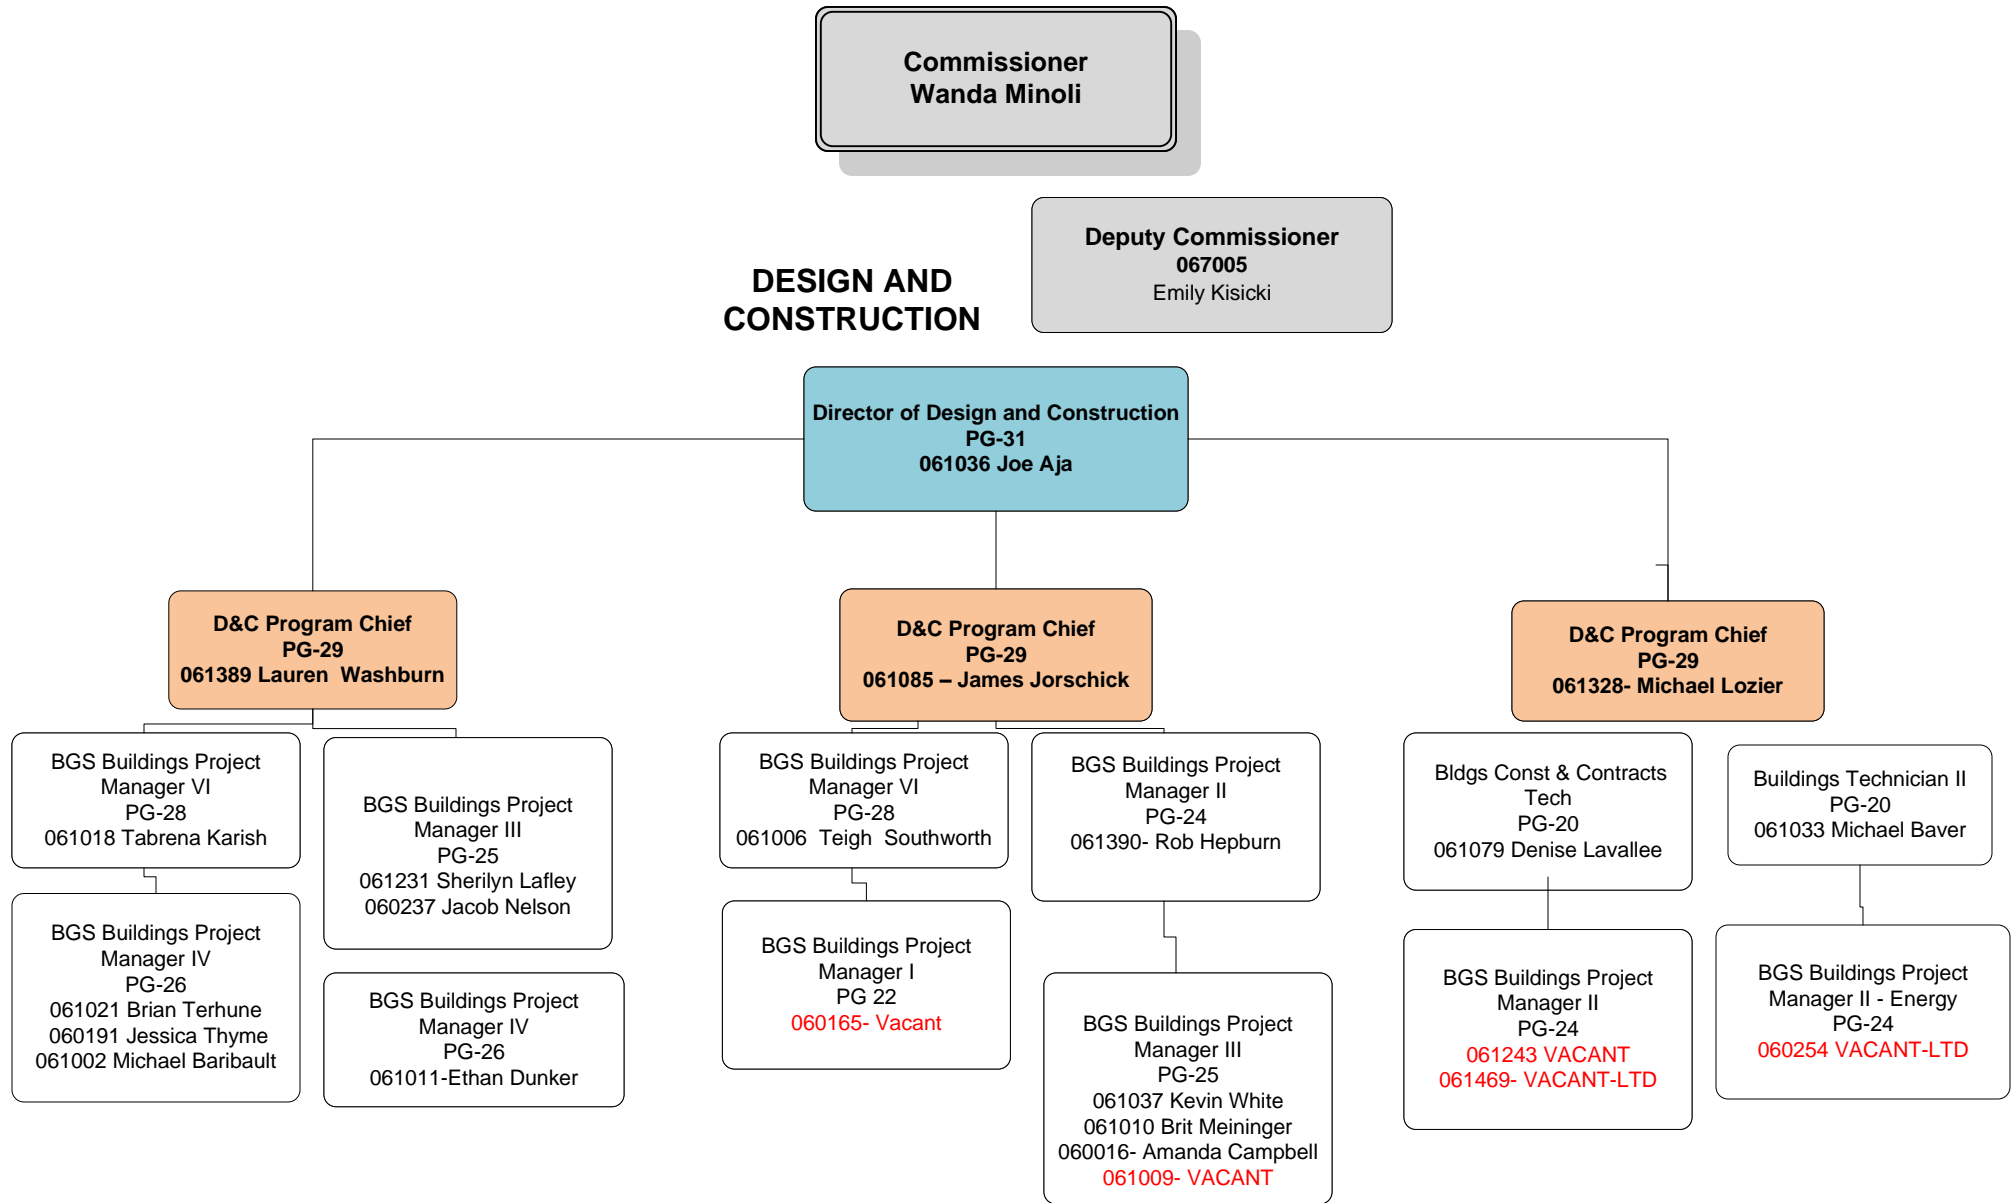 Commissioner
Wanda Minoli
Deputy Commissioner
067005
Emily Kisicki
DESIGN AND
CONSTRUCTION
Director of Design and Construction
PG-31
061036 Joe Aja
D&C Program Chief
PG-29
061389 Lauren  Washburn
D&C Program Chief
PG-29
061085 – James Jorschick
D&C Program Chief
PG-29
061328- Michael Lozier
BGS Buildings Project
Manager VI
PG-28
061018 Tabrena Karish
BGS Buildings Project
Manager III
PG-25
061231 Sherilyn Lafley
060237 Jacob Nelson
BGS Buildings Project
Manager VI
PG-28
061006  Teigh  Southworth
BGS Buildings Project
Manager II
PG-24
061390- Rob Hepburn
Bldgs Const & Contracts
Tech
PG-20
061079 Denise Lavallee
Buildings Technician II
PG-20
061033 Michael Baver
BGS Buildings Project
Manager IV
PG-26
061021 Brian Terhune
060191 Jessica Thyme
061002 Michael Baribault
BGS Buildings Project
Manager IV
PG-26
061011-Ethan Dunker
BGS Buildings Project
Manager I
PG 22
060165- Vacant
BGS Buildings Project
Manager III
PG-25
061037 Kevin White
061010 Brit Meininger
060016- Amanda Campbell
061009- VACANT
BGS Buildings Project
Manager II
PG-24
061243 VACANT
061469- VACANT-LTD
BGS Buildings Project
Manager II - Energy
PG-24
060254 VACANT-LTD